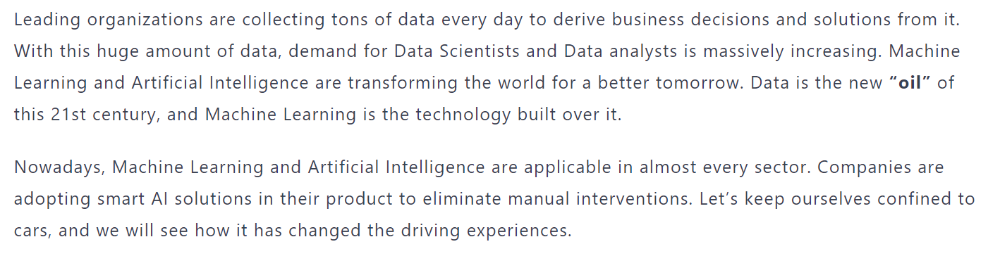 Leading organizations are collecting tons of data every day to derive business decisions and solutions from it.
With this huge amount of data, demand for Data Scientists and Data analysts is massively increasing. Machine
Learning and Artificial Intelligence are transforming the world for a better tomorrow. Data is the new “oil” of
this 21st century, and Machine Learning is the technology built over it.
Nowadays, Machine Learning and Artificial Intelligence are applicable in almost every sector. Companies are
adopting smart AI solutions in their product to eliminate manual interventions. Let’s keep ourselves confined to
cars, and we will see how it has changed the driving experiences.